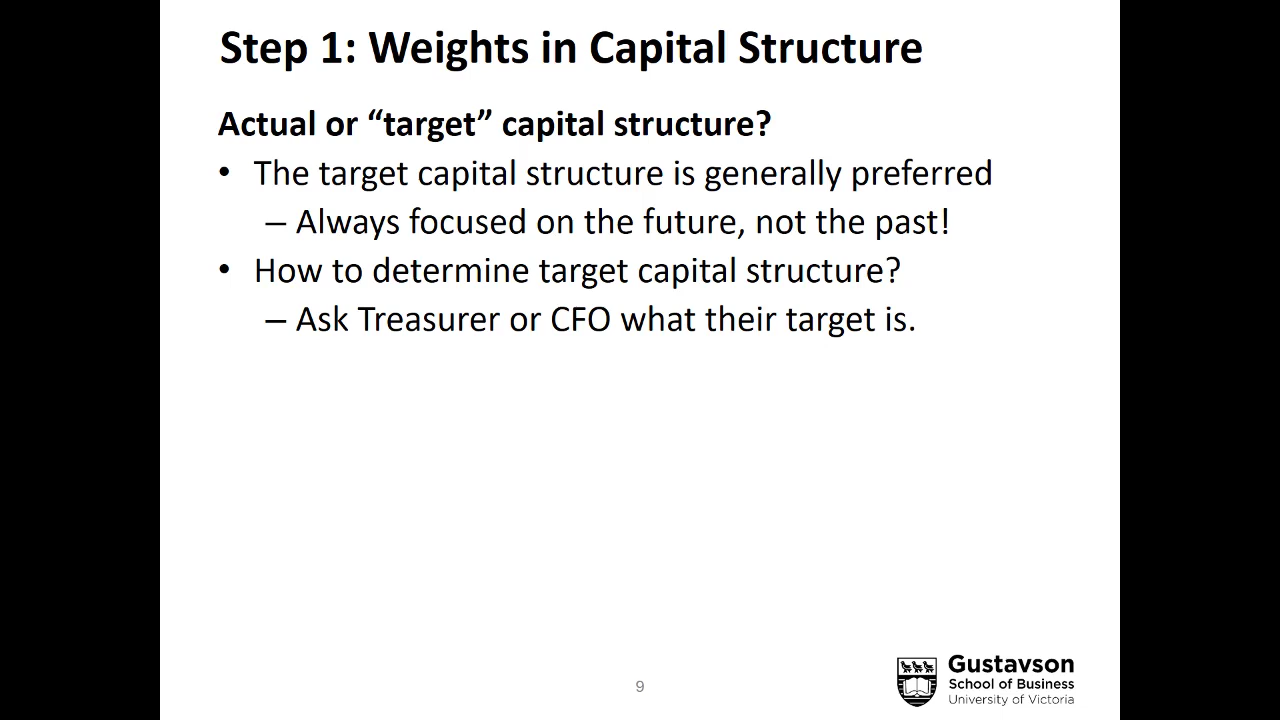 Step 1: Weights in Capital Structure
Actual or “target” capital structure?
• The target capital structure is generally preferred
– Always focused on the future, not the past!
• How to determine target capital structure?
– Ask Treasurer or CFO what their target is.
9
Gustavson
School of Business
University of Victoria